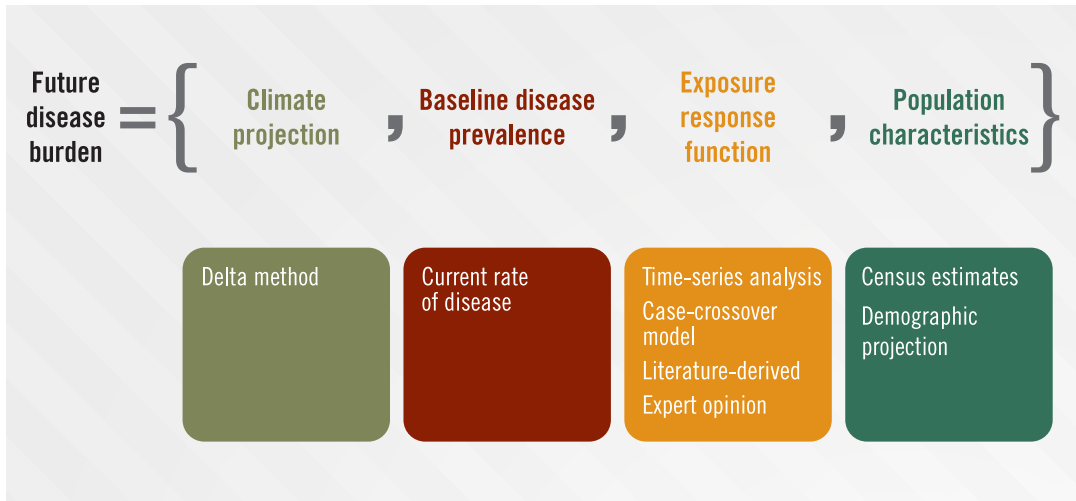 Future
disease
burden
=
{
Climate
projection
,
Baseline disease
prevalence
,
Exposure
response
function
,
Population
characteristics
}
Delta method
Current rate
of disease
Time-series analysis
Case-crossover
model
Literature-derived
Expert opinion
Census estimates
Demographic
projection